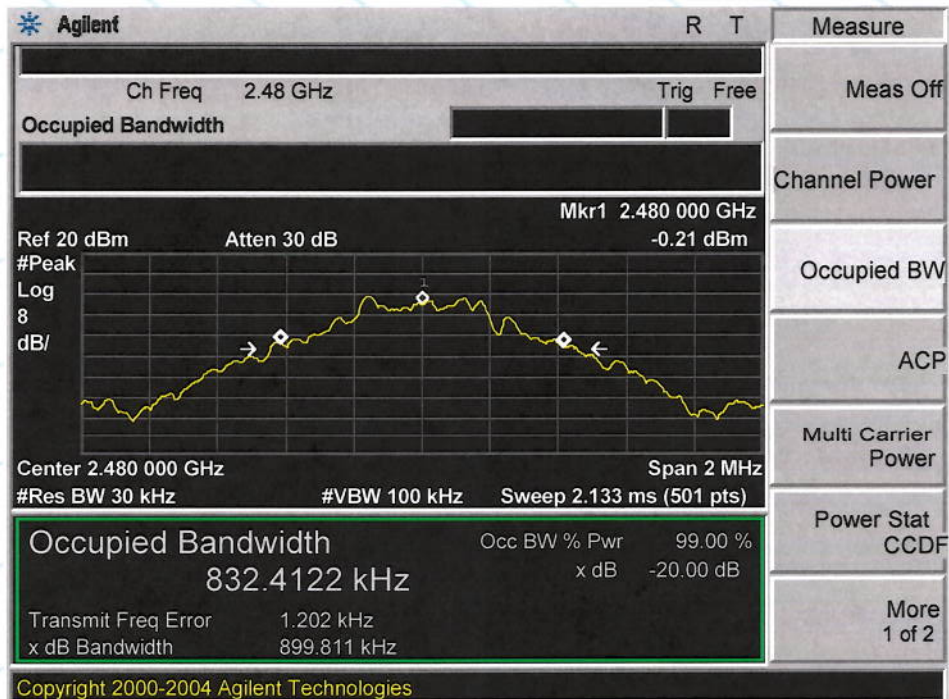 Agilent R T Measure
Ch Freq 2.48 GHz Trig Free
Occupied Bandwidth
Meas Off
Channel Power
Occupied BW
ACP
Multi Carrier
Power
Power Stat
CCDF
More
1 of 2
Mkr1 2.480 000 GHz
Ref 20 dBm Atten 30 dB -0.21 dBm
#Peak
Log
8
dB/
1
Center 2.480 000 GHz Span 2 MHz
#Res BW 30 kHz #VBW 100 kHz Sweep 2.133 ms (501 pts)
Occupied Bandwidth
832.4122 kHz
Occ BW % Pwr 99.00 %
x dB -20.00 dB
Transmit Freq Error 1.202 kHz
x dB Bandwidth 899.811 kHz
Copyright 2000-2004 Agilent Technologies